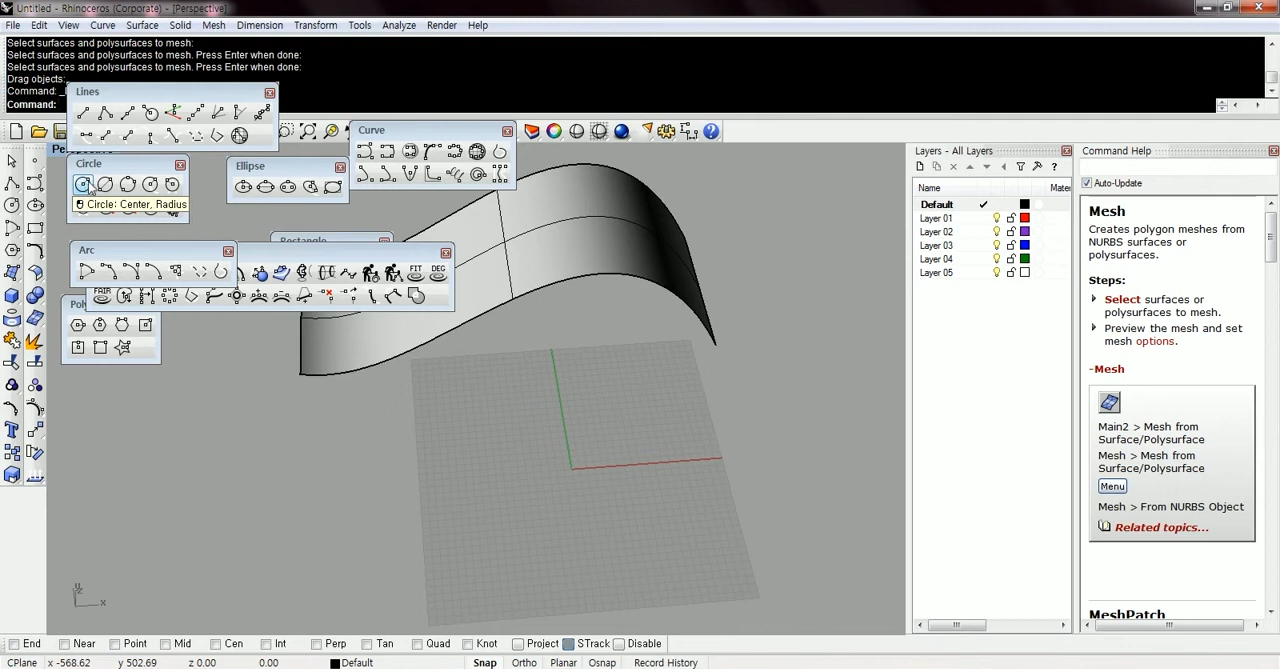 Untitled - Rhinoceros (Corporate) - [Perspective]
File Edit View Curve Surface Solid Mesh Dimension Transform Tools Analyze Render Help
Select surfaces and polysurfaces to mesh:
Select surfaces and polysurfaces to mesh. Press Enter when done:
Select surfaces and polysurfaces to mesh. Press Enter when done:
Drag objects:
Command:
Command:
Lines
Curve
Circle
Ellipse
Circle: Center, Radius
Arc
Rectangle
FIT
DEG
FAIR
Layers - All Layers
Name
Default
Layer 01
Layer 02
Layer 03
Layer 04
Layer 05
Command Help
Auto-Update
Mesh
Creates polygon meshes from
NURBS surfaces or
polysurfaces.
Steps:
Select surfaces or
polysurfaces to mesh.
Preview the mesh and set
mesh options.
-Mesh
Main2 > Mesh from
Surface/Polysurface
Mesh > Mesh from
Surface/Polysurface
Menu
Mesh > From NURBS Object
Related topics...
MeshPatch
x
End Near Point Mid Cen Int Perp Tan Quad Knot Project STrack Disable
CPlane x -568.62 y 502.69 z 0.00 0.00 Default Snap Ortho Planar Osnap Record History